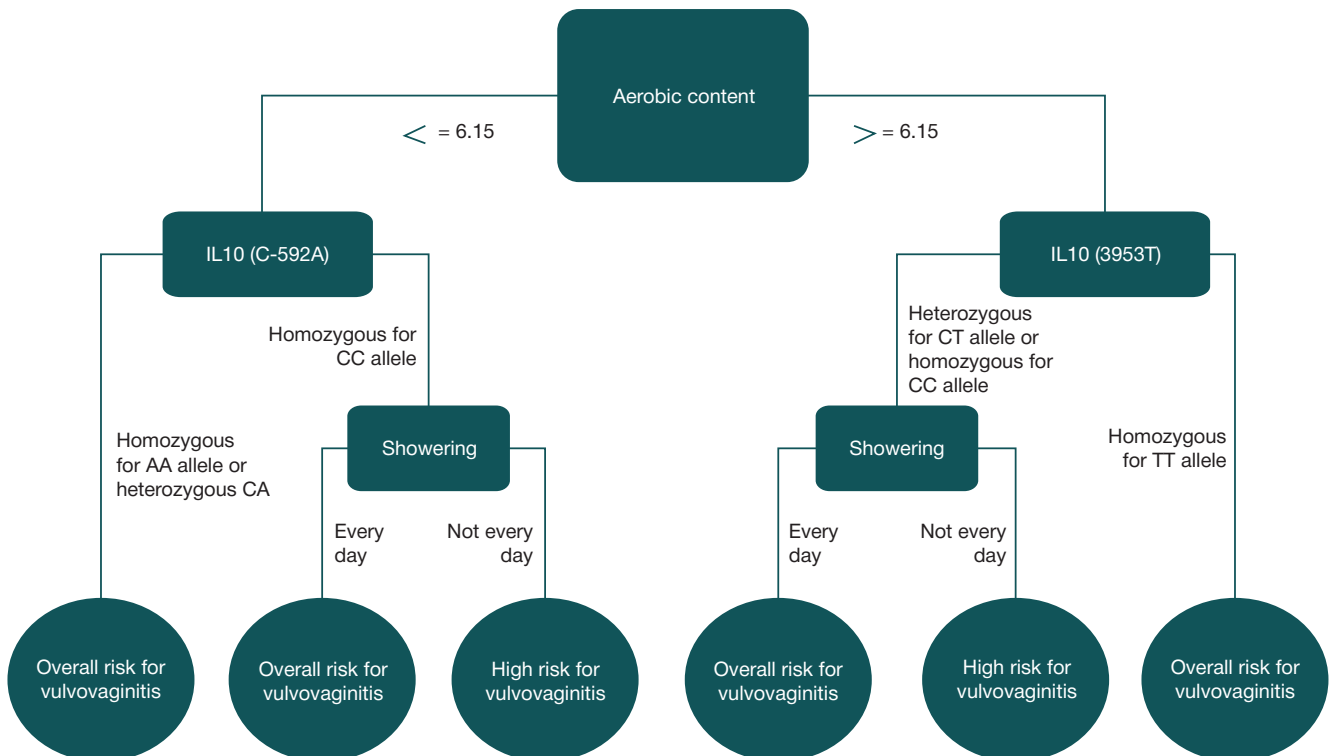 Aerobic content
< = 6.15
> = 6.15
IL10 (C-592A)
IL10 (3953T)
Homozygous for
CC allele
Heterozygous
for CT allele or
homozygous for
CC allele
Homozygous
for AA allele or
heterozygous CA
Showering
Showering
Homozygous
for TT allele
Every
day
Not every
day
Every
day
Not every
day
Overall risk for
vulvovaginitis
Overall risk for
vulvovaginitis
High risk for
vulvovaginitis
Overall risk for
vulvovaginitis
High risk for
vulvovaginitis
Overall risk for
vulvovaginitis